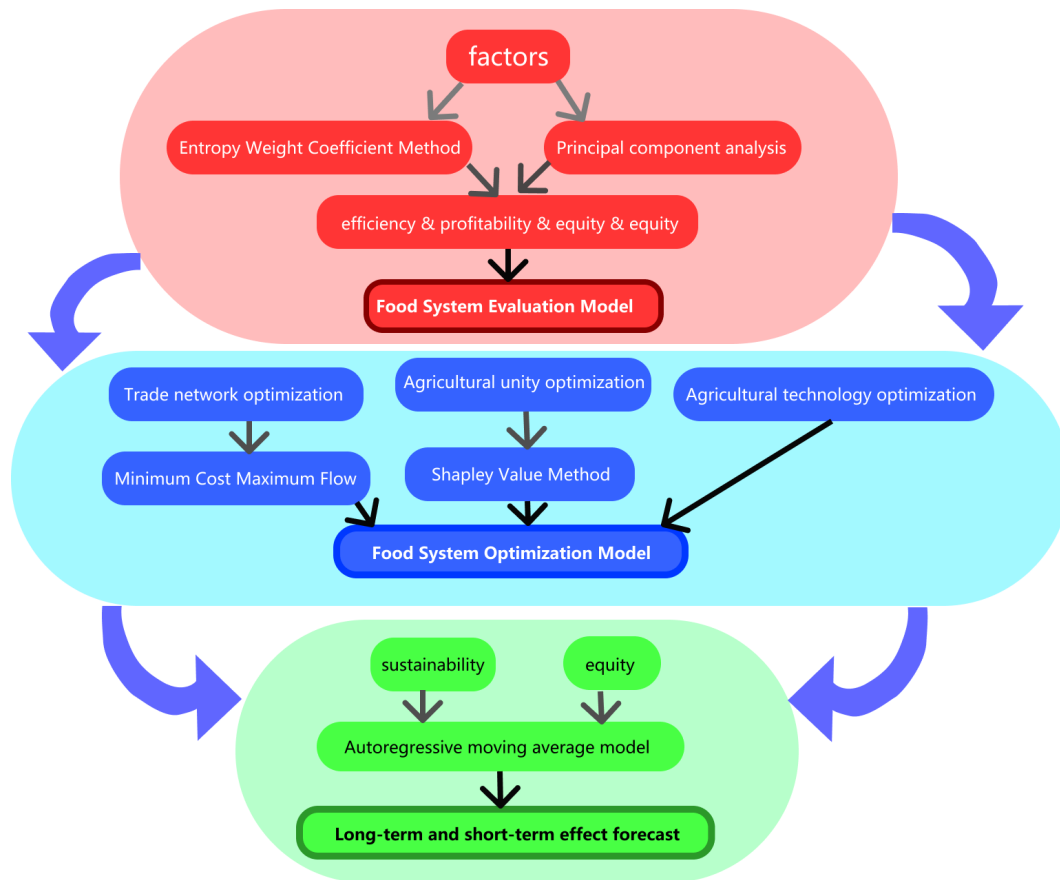 factors
Entropy Weight Coefficient Method
Principal component analysis
efficiency & profitability & equity & equity
Food System Evaluation Model
Trade network optimization
Agricultural unity optimization
Agricultural technology optimization
Minimum Cost Maximum Flow
Shapley Value Method
Food System Optimization Model
sustainability
equity
Autoregressive moving average model
Long-term and short-term effect forecast